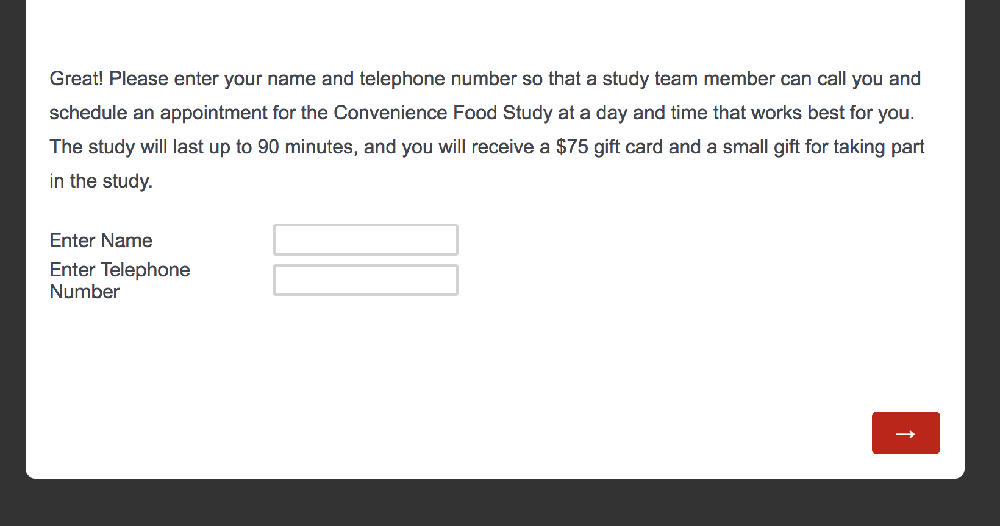 Great! Please enter your name and telephone number so that a study team member can call you and
schedule an appointment for the Convenience Food Study at a day and time that works best for you.
The study will last up to 90 minutes, and you will receive a $75 gift card and a small gift for taking part
in the study.
Enter Name
Enter Telephone
Number
→